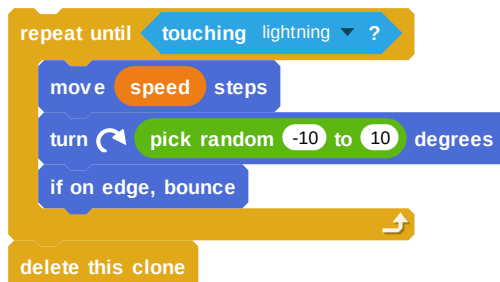 repeat until touching lightning ?
move speed steps
turn pick random -10 to 10 degrees
if on edge, bounce
delete this clone